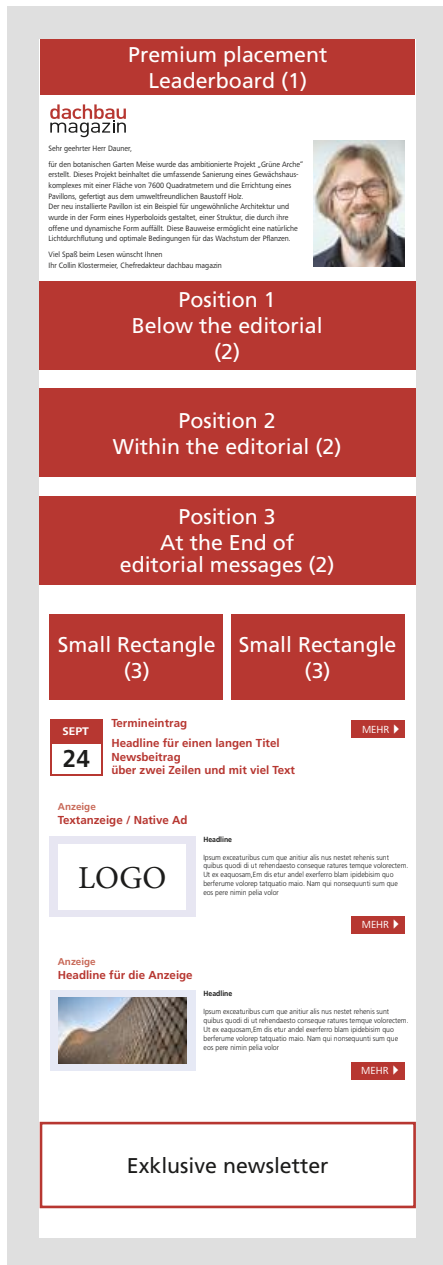 Premium placement
Leaderboard (1)
dachbau
magazin
Sehr geehrter Herr Dauner,
für den botanischen Garten Meise wurde das ambitionierte Projekt „Grüne Arche“
erstellt. Dieses Projekt beinhaltet die umfassende Sanierung eines Gewächshaus-
komplexes mit einer Fläche von 7600 Quadratmetern und die Errichtung eines
Pavillons, gefertigt aus dem umweltfreundlichen Baustoff Holz.
Der neu installierte Pavillon ist ein Beispiel für ungewöhnliche Architektur und
wurde in der Form eines Hyperboloids gestaltet, einer Struktur, die durch ihre
offene und dynamische Form auffällt. Diese Bauweise ermöglicht eine natürliche
Lichtdurchflutung und optimale Bedingungen für das Wachstum der Pflanzen.
Viel Spaß beim Lesen wünscht Ihnen
Ihr Collin Klostermeier, Chefredakteur dachbau magazin
Position 1
Below the editorial
(2)
Position 2
Within the editorial (2)
Position 3
At the End of
editorial messages (2)
Small Rectangle
(3)
Small Rectangle
(3)
SEPT
24
Termineintrag
Headline für einen langen Titel
Newsbeitrag
über zwei Zeilen und mit viel Text
MEHR
Anzeige
Textanzeige / Native Ad
LOGO
Headline
Ipsum exceaturibus cum que anitiur alis nus nestet rehenis sunt
quibus quodi di ut rehendaesto conseque ratures temque volorectem.
Ut ex eaquosam,Em dis etur andel exerferro blam ipidebisim quo
berferume volorep tatquatio maio. Nam qui nonsequunti sum que
eos pere nimin pelia volor
MEHR
Anzeige
Headline für die Anzeige
Headline
Ipsum exceaturibus cum que anitiur alis nus nestet rehenis sunt
quibus quodi di ut rehendaesto conseque ratures temque volorectem.
Ut ex eaquosam,Em dis etur andel exerferro blam ipidebisim quo
berferume volorep tatquatio maio. Nam qui nonsequunti sum que
eos pere nimin pelia volor
MEHR
Exklusive newsletter